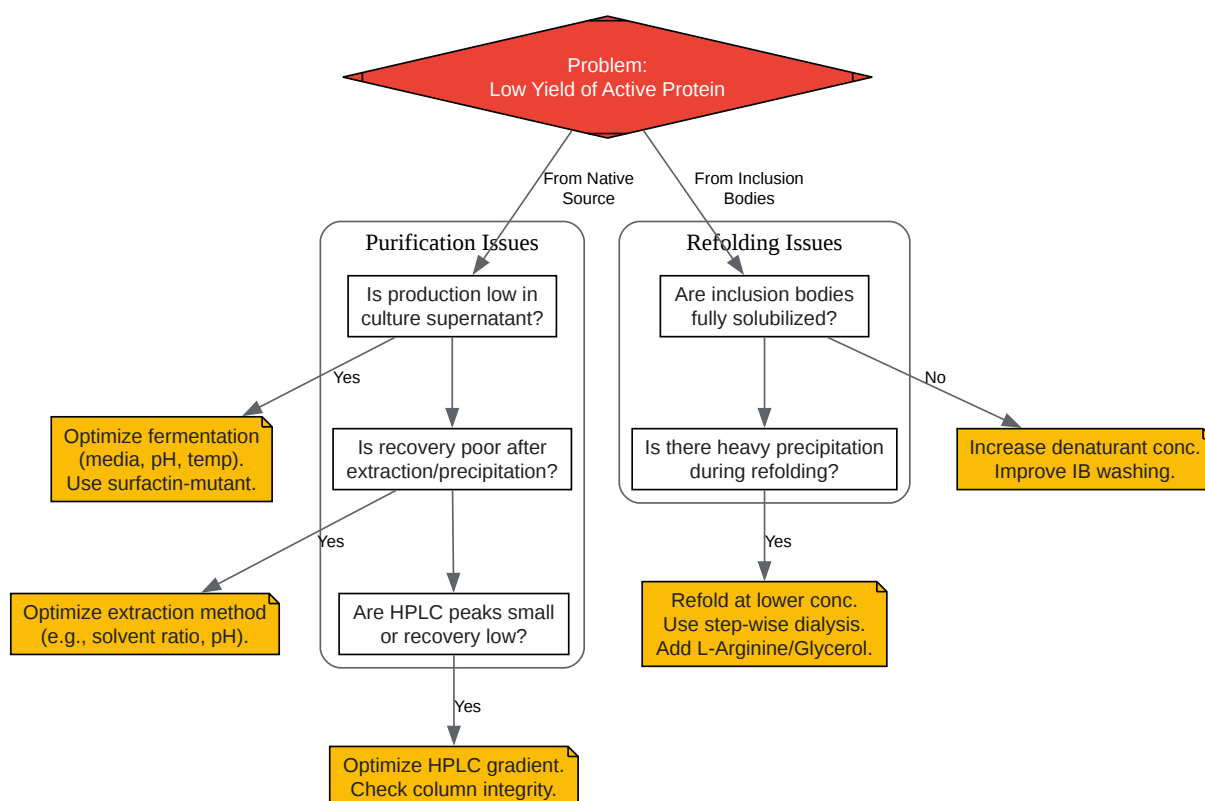 Problem:
Low Yield of Active Protein
From Native
Source
From Inclusion
Bodies
Purification Issues
Refolding Issues
Is production low in
culture supernatant?
Are inclusion bodies
fully solubilized?
Yes
No
Optimize fermentation
(media, pH, temp).
Use surfactin-mutant.
Is recovery poor after
extraction/precipitation?
Is there heavy precipitation
during refolding?
Increase denaturant conc.
Improve IB washing.
Yes
Yes
Optimize extraction method
(e.g., solvent ratio, pH).
Are HPLC peaks small
or recovery low?
Refold at lower conc.
Use step-wise dialysis.
Add L-Arginine/Glycerol.
Yes
Optimize HPLC gradient.
Check column integrity.